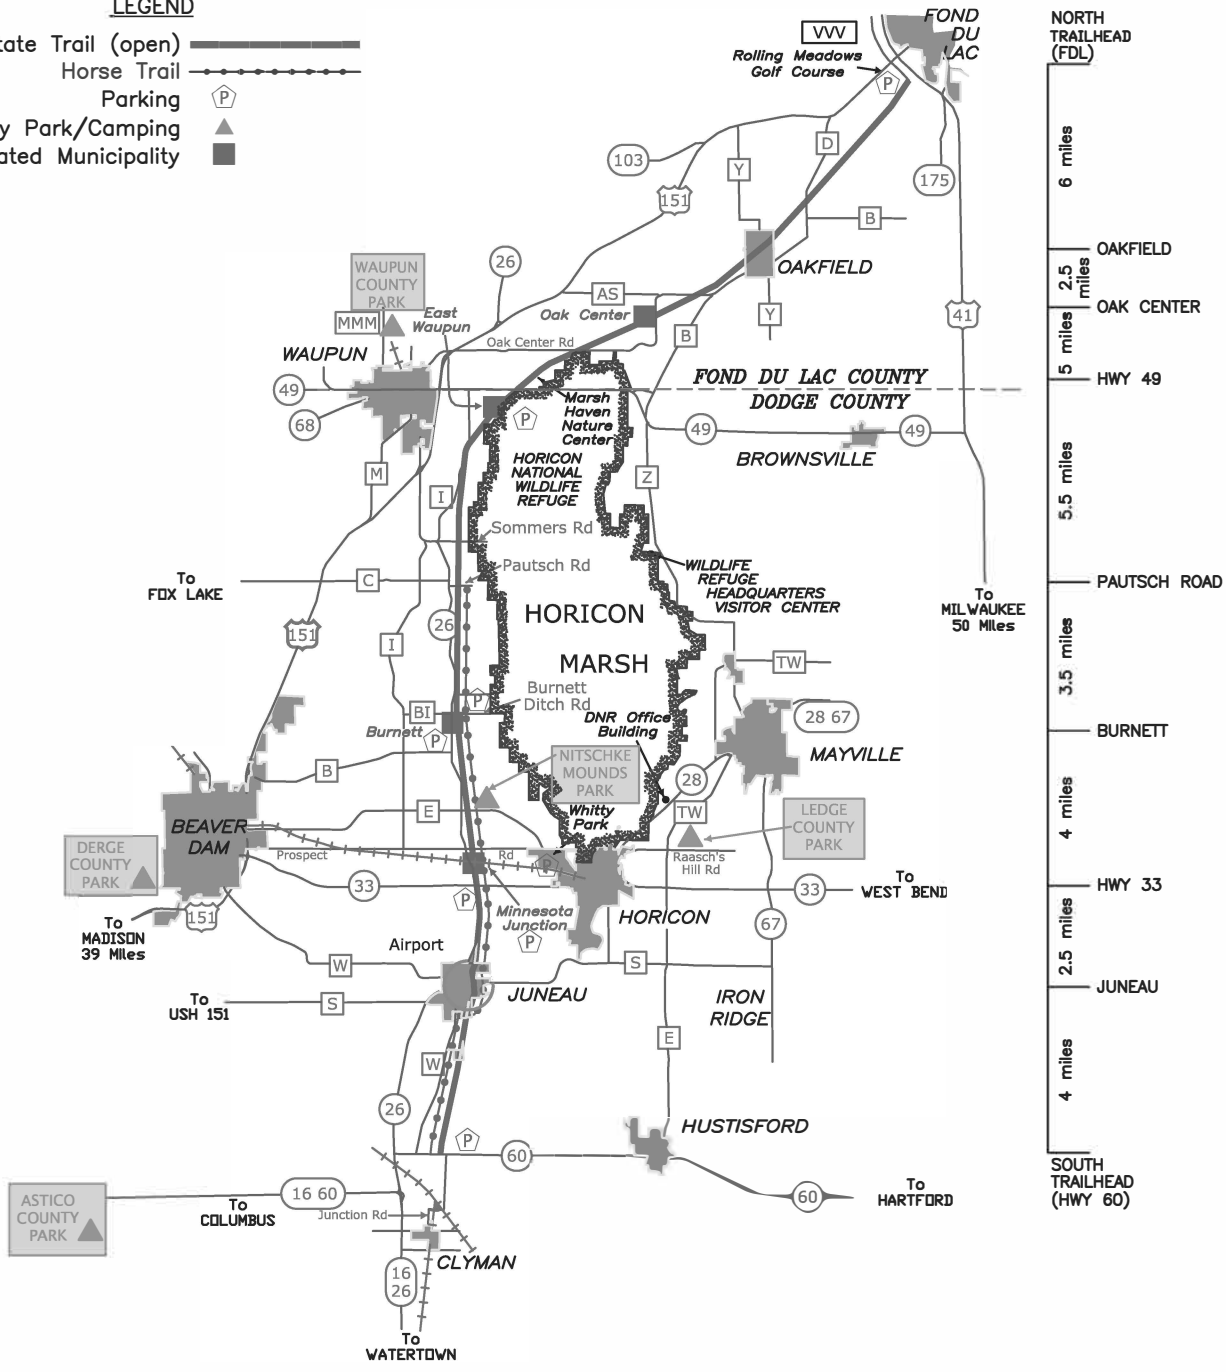 LEGEND
tate Trail (open)
Horse Trail
Parking
P
y Park/Camping
ated Municipality
VVV
Rolling Meadows
Golf Course
P
FOND
DU
LAC
NORTH
TRAILHEAD
(FDL)
6 miles
103
D
Y
151
175
B
OAKFIELD
OAKFIELD
2.5
miles
WAUPUN
COUNTY
PARK
26
AS
Y
41
MMM
East
Waupun
Oak Center
OAK CENTER
B
WAUPUN
Oak Center Rd
5 miles
49
FOND DU LAC COUNTY
HWY 49
DODGE COUNTY
68
P
Marsh
Haven
Nature
Center
49
49
BROWNSVILLE
HORICON
NATIONAL
WILDLIFE
REFUGE
M
I
Z
5.5 miles
Sommers Rd
Pautsch Rd
WILDLIFE
REFUGE
HEADQUARTERS
VISITOR CENTER
To
FOX LAKE
C
To
MILWAUKEE
50 Miles
PAUTSCH ROAD
HORICON
MARSH
151
I
26
TW
3.5 miles
Burnett
Ditch Rd
P
BI
Burnett
P
DNR Office
Building
28 67
BURNETT
MAYVILLE
B
NITSCHKE
MOUNDS
PARK
28
E
Whitty
Park
TW
LEDGE
COUNTY
PARK
4 miles
BEAVER
DAM
DERGE
COUNTY
PARK
Prospect
Rd
P
Raasch's
Hill Rd
33
33
To
WEST BEND
HWY 33
P
Minnesota
Junction
HORICON
151
To
MADISON
39 Miles
Airport
P
67
2.5 miles
W
S
To
USH 151
S
JUNEAU
IRON
RIDGE
JUNEAU
E
W
4 miles
26
P
HUSTISFORD
60
SOUTH
TRAILHEAD
(HWY 60)
ASTICO
COUNTY
PARK
16 60
To
COLUMBUS
Junction Rd
60
To
HARTFORD
CLYMAN
16
26
To
WATERTOWN